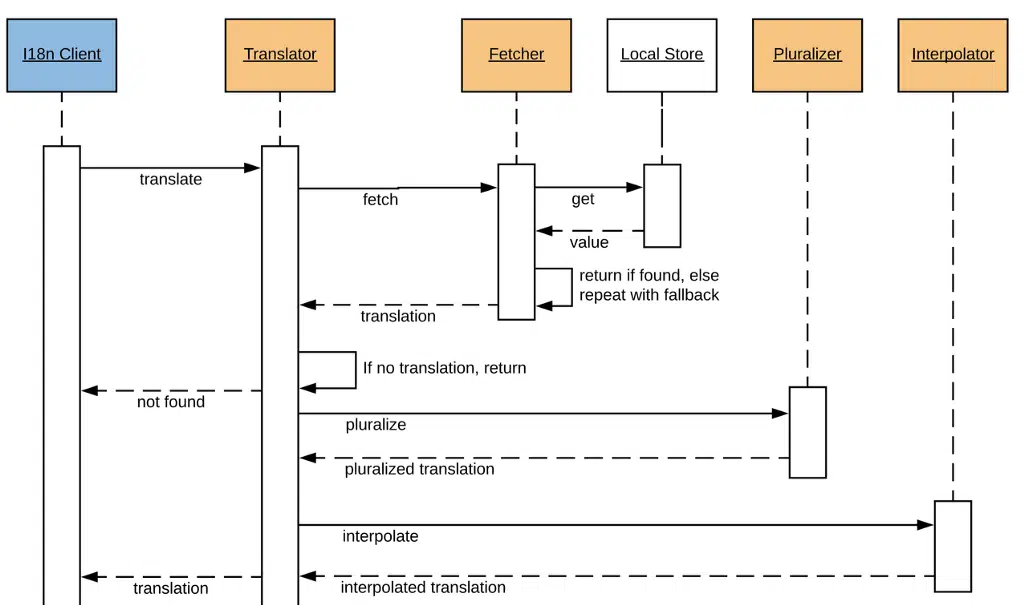 I18n Client
Translator
Fetcher
Local Store
Pluralizer
Interpolator
translate
fetch
get
value
return if found, else
repeat with fallback
translation
If no translation, return
not found
pluralize
pluralized translation
interpolate
translation
interpolated translation